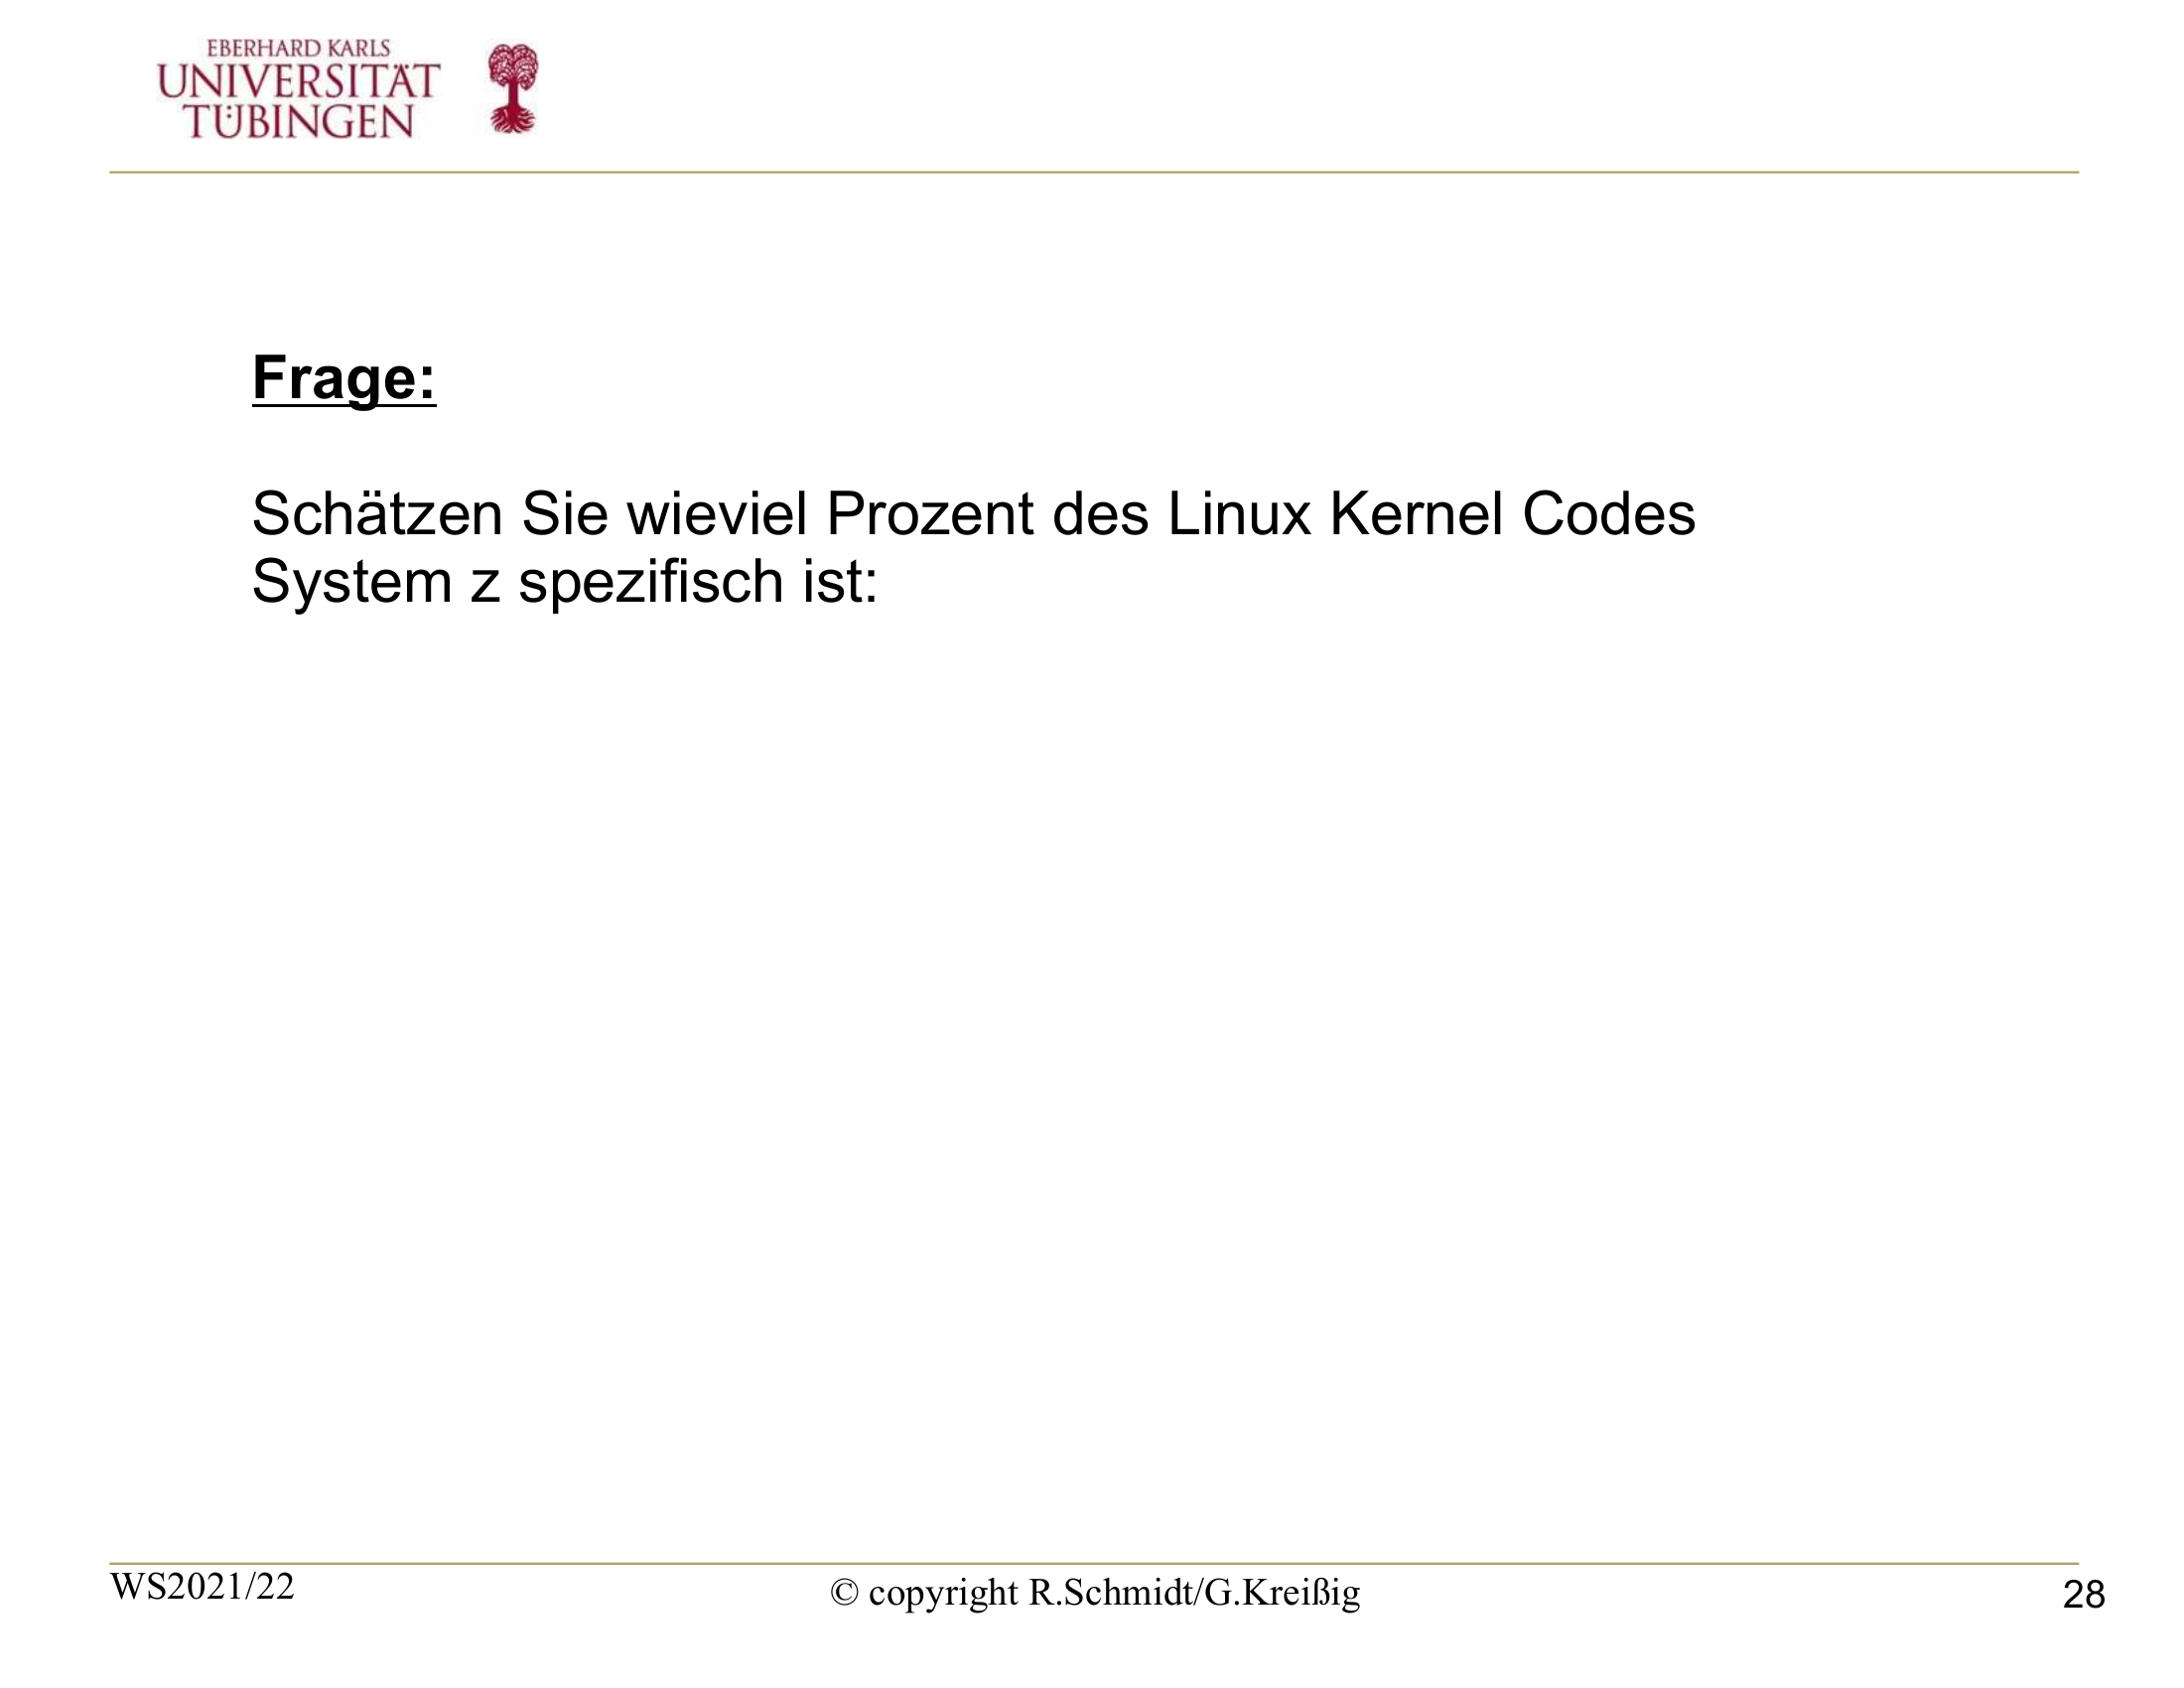 EBERHARD KARLS
UNIVERSITÄT
TÜBINGEN
Frage:
Schätzen Sie wieviel Prozent des Linux Kernel Codes
System z spezifisch ist:
WS2021/22
© copyright R.Schmidt/G.Kreißig
28